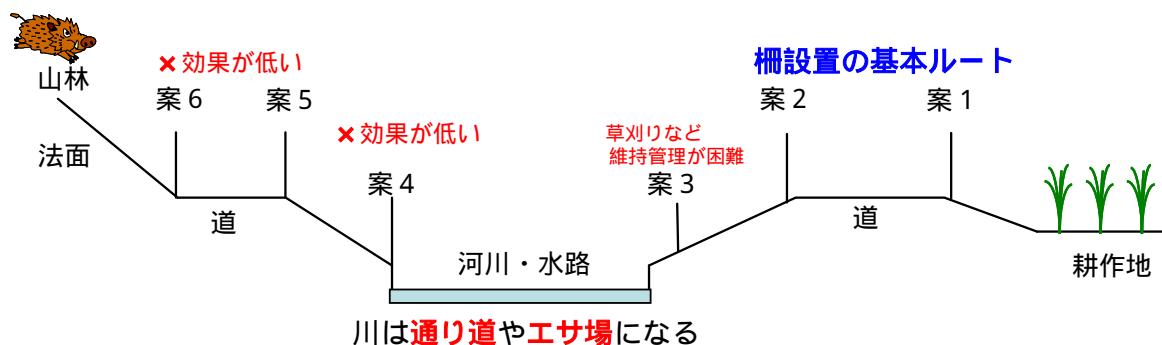 ×効果が低い
柵設置の基本ルート
山林
案6
案5
案2
案1
×効果が低い
草刈りなど
維持管理が困難
法面
案4
案3
道
道
河川・水路
耕作地
川は通り道やエサ場になる